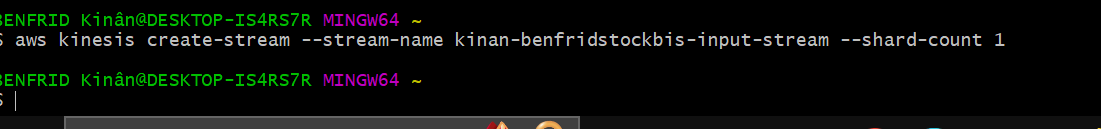 BENFRID Kinân@DESKTOP-IS4RS7R MINGW64 ~
$ aws kinesis create-stream --stream-name kinan-benfridstockbis-input-stream --shard-count 1
BENFRID Kinân@DESKTOP-IS4RS7R MINGW64 ~
$